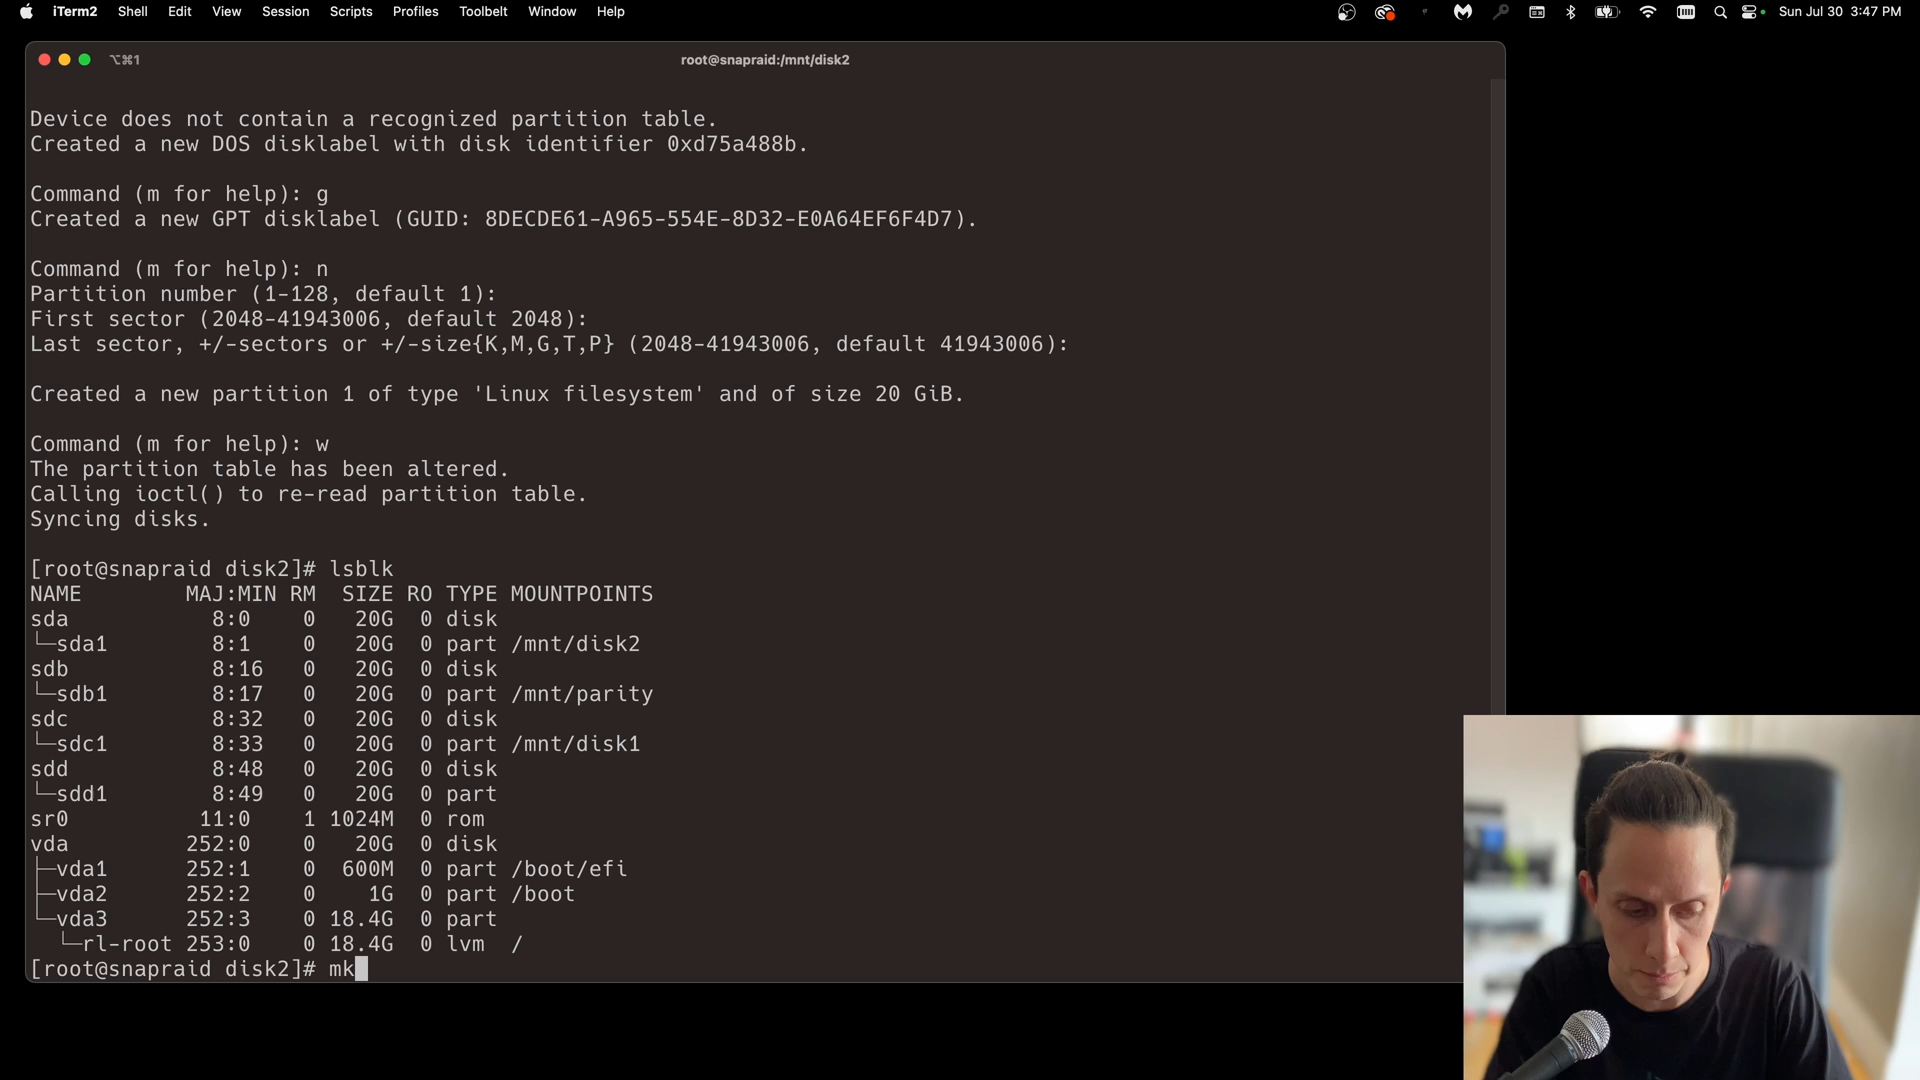 iTerm2 Shell Edit View Session Scripts Profiles Toolbelt Window Help Sun Jul 30 3:47 PM
⌥⌘1 root@snapraid:/mnt/disk2
Device does not contain a recognized partition table.
Created a new DOS disklabel with disk identifier 0xd75a488b.
Command (m for help): g
Created a new GPT disklabel (GUID: 8DECDE61-A965-554E-8D32-E0A64EF6F4D7).
Command (m for help): n
Partition number (1-128, default 1):
First sector (2048-41943006, default 2048):
Last sector, +/-sectors or +/-size{K,M,G,T,P} (2048-41943006, default 41943006):
Created a new partition 1 of type 'Linux filesystem' and of size 20 GiB.
Command (m for help): w
The partition table has been altered.
Calling ioctl() to re-read partition table.
Syncing disks.
[root@snapraid disk2]# lsblk
NAME MAJ:MIN RM SIZE RO TYPE MOUNTPOINTS
sda 8:0 0 20G 0 disk
└─sda1 8:1 0 20G 0 part /mnt/disk2
sdb 8:16 0 20G 0 disk
└─sdb1 8:17 0 20G 0 part /mnt/parity
sdc 8:32 0 20G 0 disk
└─sdc1 8:33 0 20G 0 part /mnt/disk1
sdd 8:48 0 20G 0 disk
└─sdd1 8:49 0 20G 0 part
sr0 11:0 1 1024M 0 rom
vda 252:0 0 20G 0 disk
├─vda1 252:1 0 600M 0 part /boot/efi
├─vda2 252:2 0 1G 0 part /boot
└─vda3 252:3 0 18.4G 0 part
└─rl-root 253:0 0 18.4G 0 lvm /
[root@snapraid disk2]# mk